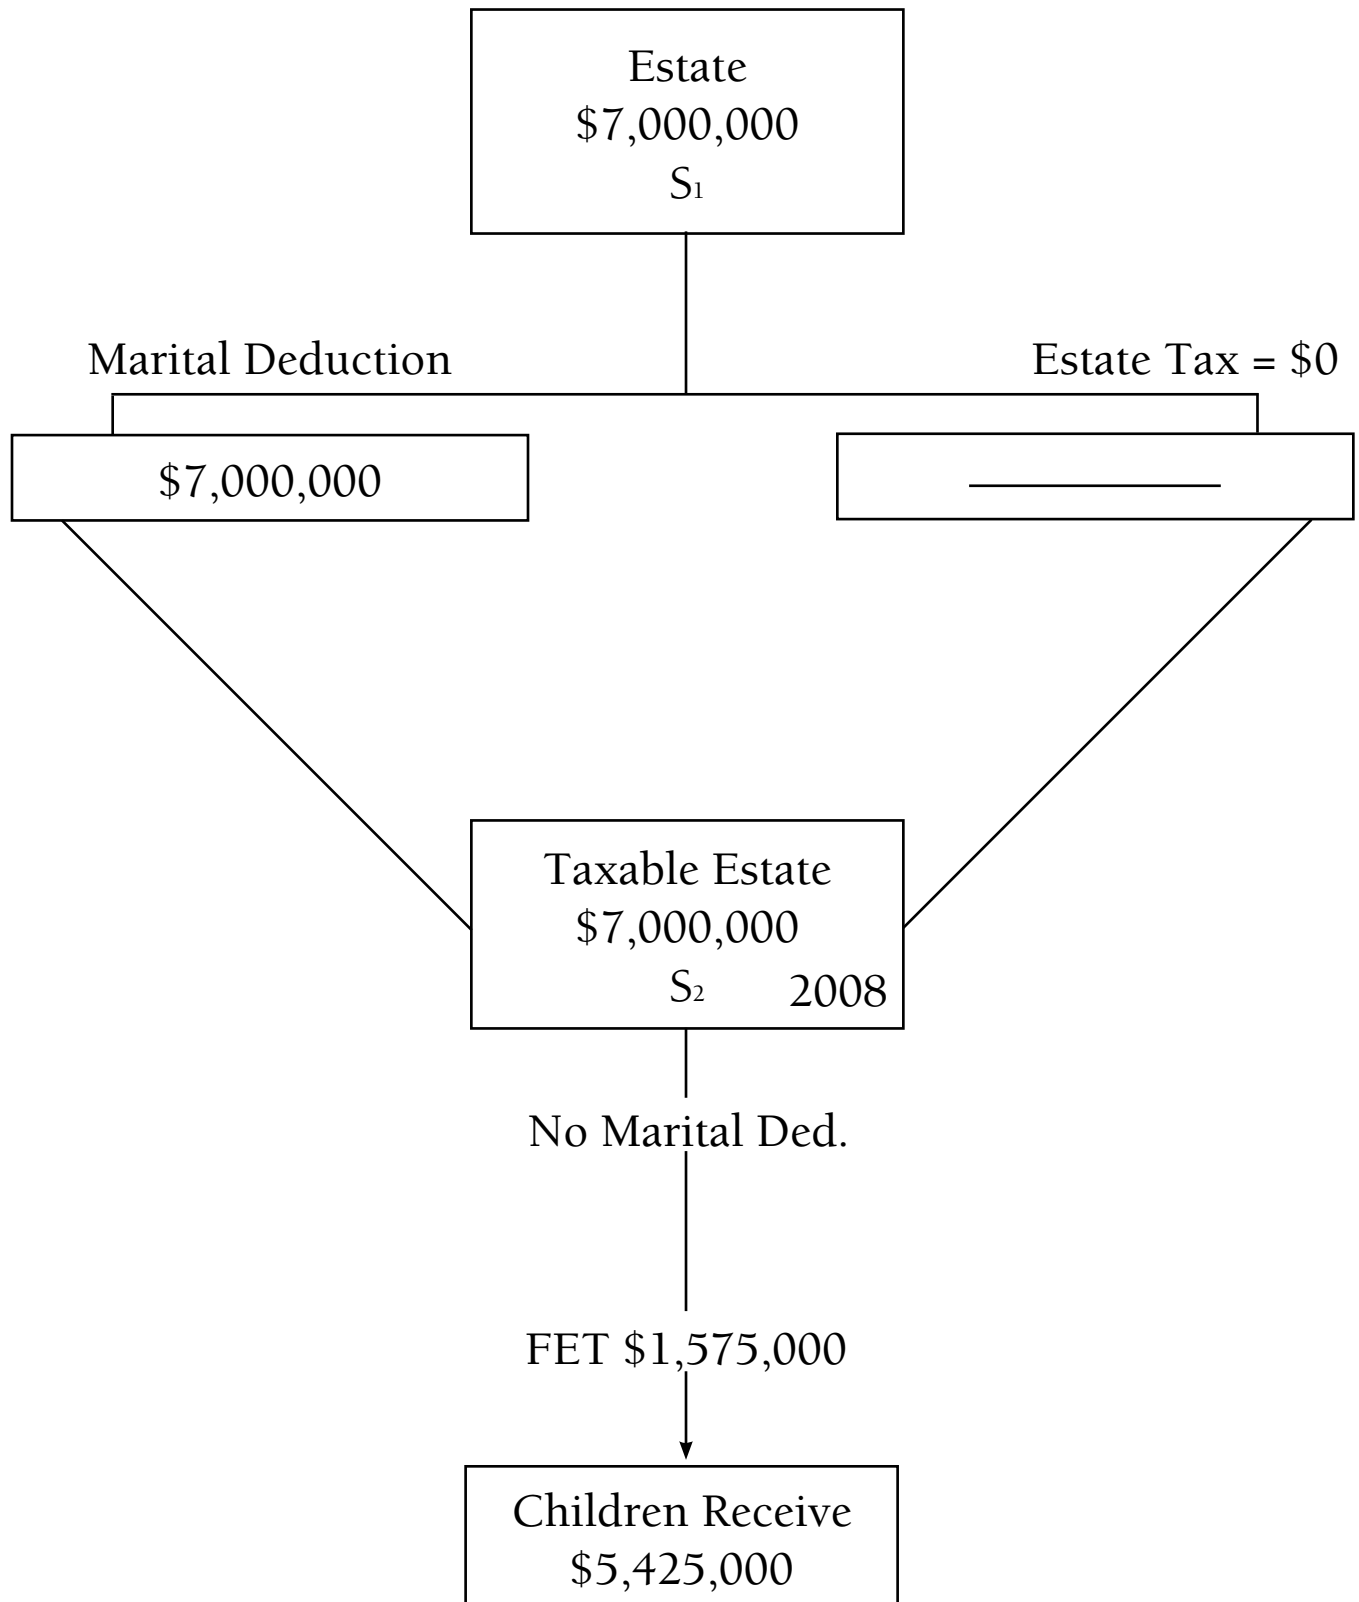 Estate
$7,000,000
S1
Marital Deduction
Estate Tax = $0
$7,000,000
Taxable Estate
$7,000,000
S2 2008
No Marital Ded.
FET $1,575,000
Children Receive
$5,425,000